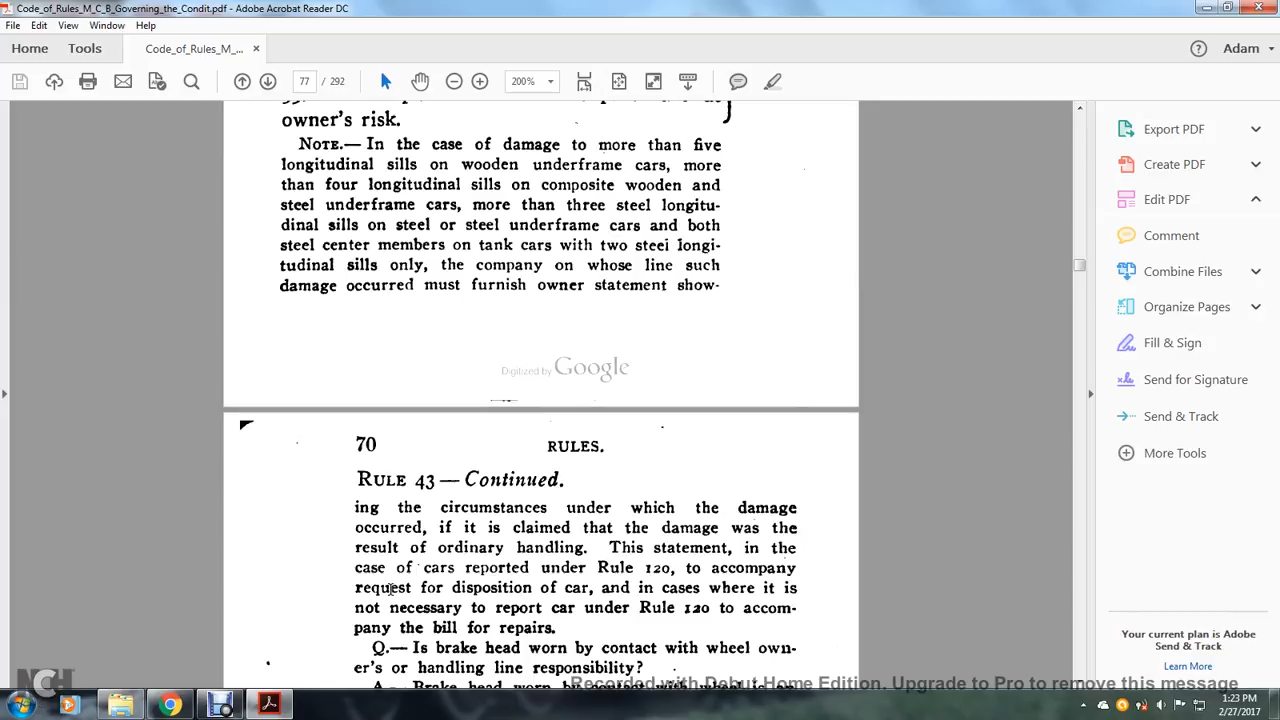 Code_of_Rules_M_C_B_Governing_the_Condit.pdf - Adobe Acrobat Reader DC
File Edit View Window Help
Home Tools Code_of_Rules_M_... × Adam
77 / 292 200%
owner's risk.
NOTE.— In the case of damage to more than five
longitudinal sills on wooden underframe cars, more
than four longitudinal sills on composite wooden and
steel underframe cars, more than three steel longitu-
dinal sills on steel or steel underframe cars and both
steel center members on tank cars with two steel longi-
tudinal sills only, the company on whose line such
damage occurred must furnish owner statement show-
Digitized by Google
70 RULES.
RULE 43 — Continued.
ing the circumstances under which the damage
occurred, if it is claimed that the damage was the
result of ordinary handling. This statement, in the
case of cars reported under Rule 120, to accompany
request for disposition of car, and in cases where it is
not necessary to report car under Rule 120 to accom-
pany the bill for repairs.
Q.— Is brake head worn by contact with wheel own-
er's or handling line responsibility?
A.— Brake head worn by contact with wheel is
Export PDF
Create PDF
Edit PDF
Comment
Combine Files
Organize Pages
Fill & Sign
Send for Signature
Send & Track
More Tools
Your current plan is Adobe
Send & Track
Learn More
NCH
Recorded with Debut Home Edition. Upgrade to Pro to remove this message
1:23 PM
2/27/2017